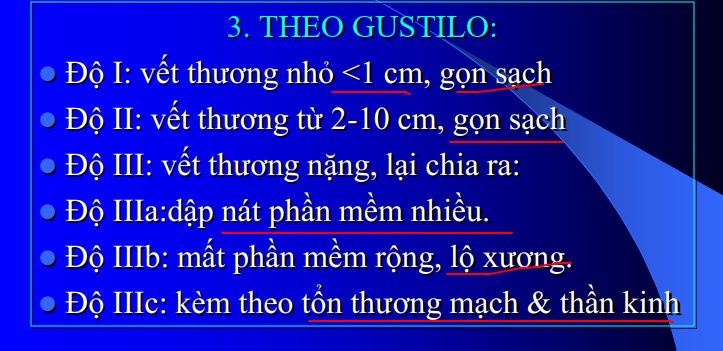 3. THEO GUSTILO:
Độ I: vết thương nhỏ <1 cm, gọn sạch
Độ II: vết thương từ 2-10 cm, gọn sạch
Độ III: vết thương nặng, lại chia ra:
Độ IIIa:dập nát phần mềm nhiều.
Độ IIIb: mất phần mềm rộng, lộ xương.
Độ IIIc: kèm theo tổn thương mạch & thần kinh